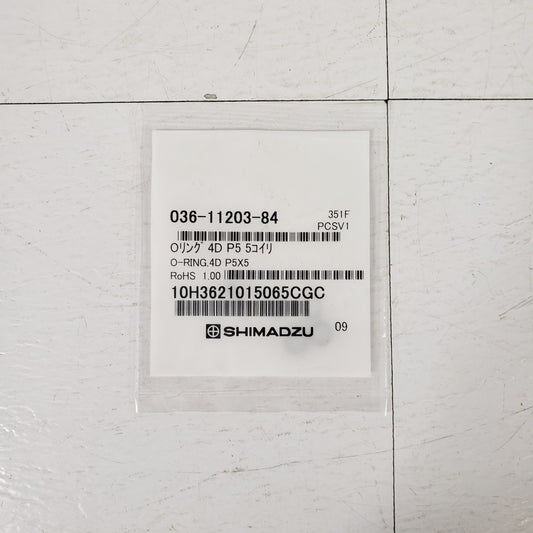 036-11203-84
351F
PCSV1
Oリング 4D P5 5コイリ
O-RING,4D P5X5
RoHS 1.00
10H3621015065CGC
SHIMADZU
09